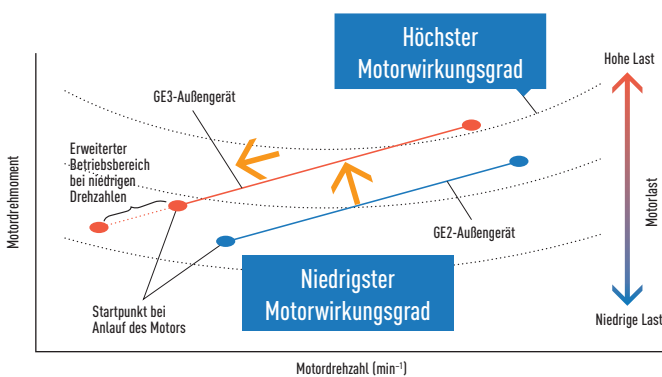 Höchster
Motorwirkungsgrad
Hohe Last
GE3-Außengerät
Erweiterter
Betriebsbereich
bei niedrigen
Drehzahlen
Motordrehmoment
Motorlast
GE2-Außengerät
Niedrigster
Motorwirkungsgrad
Startpunkt bei
Anlauf des Motors
Niedrige Last
Motordrehzahl (min⁻¹)